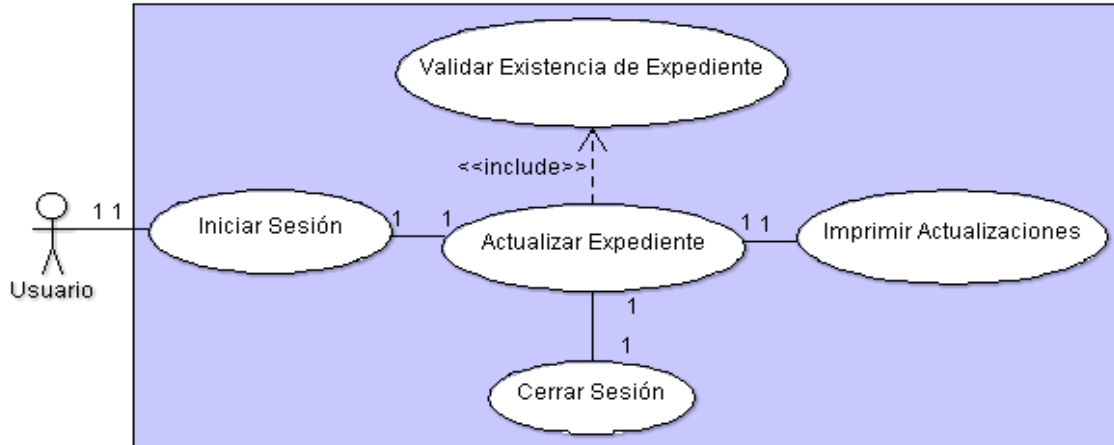 Validar Existencia de Expediente
<<include>>
1 1
Iniciar Sesión
1
1
Actualizar Expediente
1 1
Imprimir Actualizaciones
Usuario
1
1
Cerrar Sesión